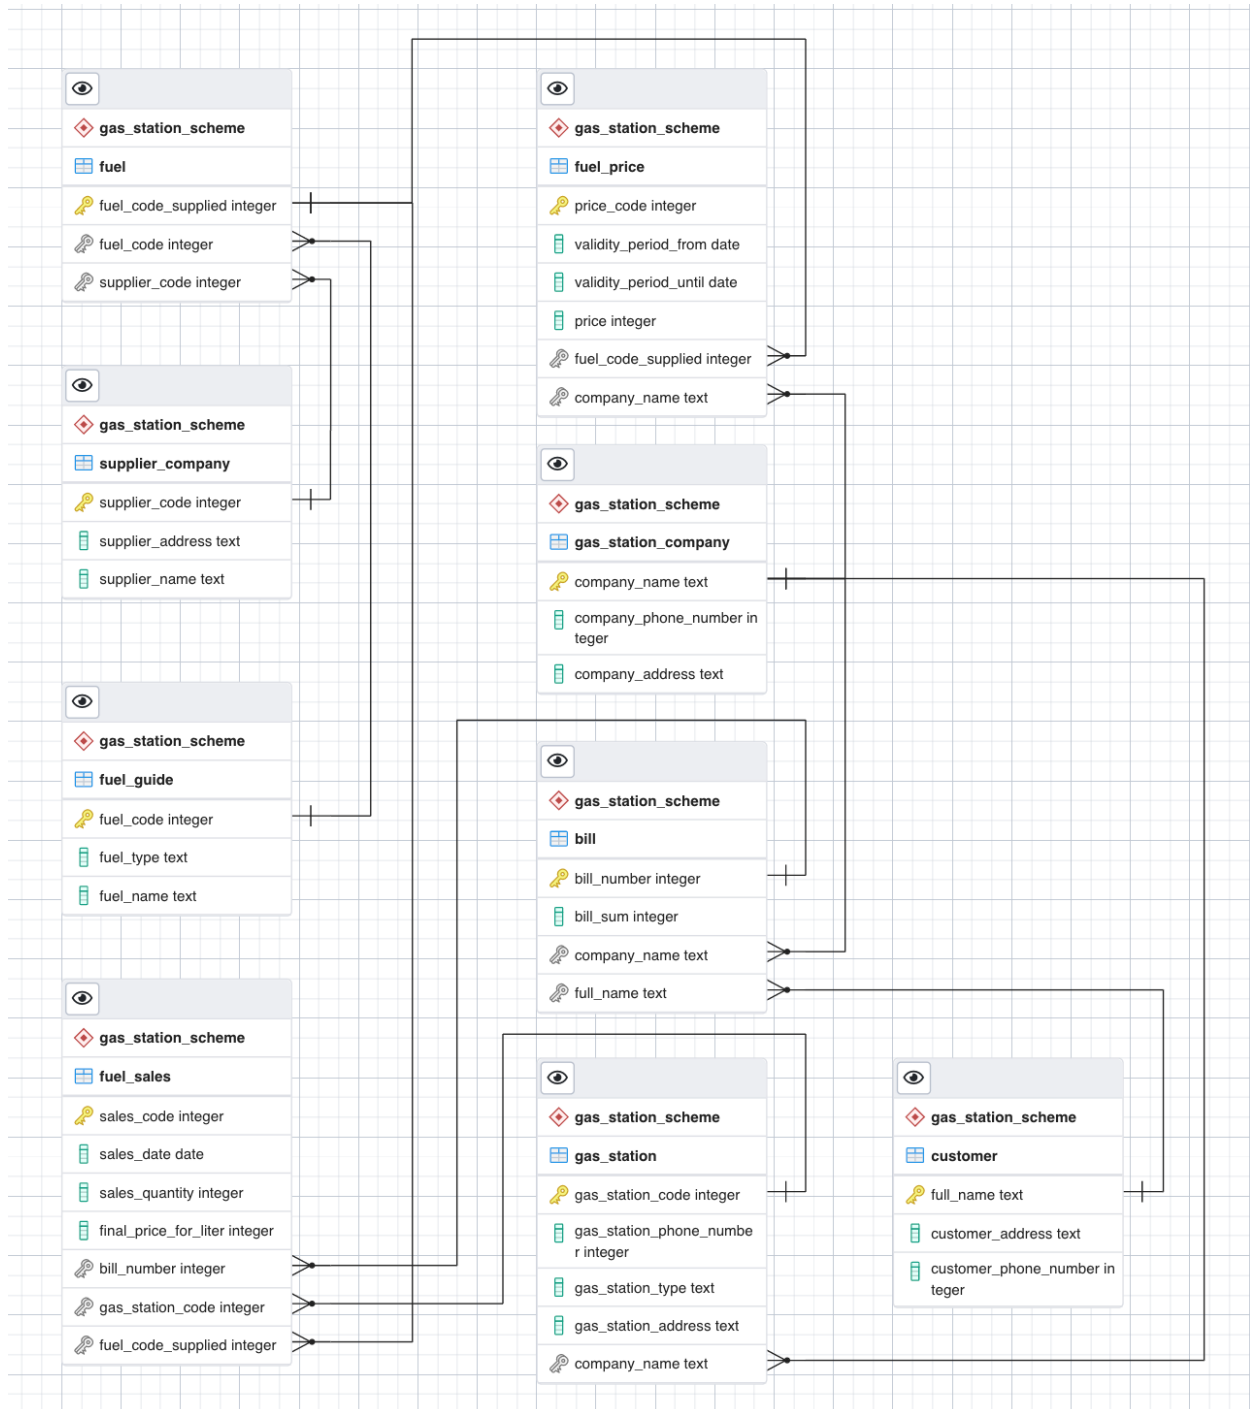 gas_station_scheme
fuel
fuel_code_supplied integer
fuel_code integer
supplier_code integer
gas_station_scheme
supplier_company
supplier_code integer
supplier_address text
supplier_name text
gas_station_scheme
fuel_guide
fuel_code integer
fuel_type text
fuel_name text
gas_station_scheme
fuel_sales
sales_code integer
sales_date date
sales_quantity integer
final_price_for_liter integer
bill_number integer
gas_station_code integer
fuel_code_supplied integer
gas_station_scheme
fuel_price
price_code integer
validity_period_from date
validity_period_until date
price integer
fuel_code_supplied integer
company_name text
gas_station_scheme
gas_station_company
company_name text
company_phone_number in
teger
company_address text
gas_station_scheme
bill
bill_number integer
bill_sum integer
company_name text
full_name text
gas_station_scheme
gas_station
gas_station_code integer
gas_station_phone_numbe
r integer
gas_station_type text
gas_station_address text
company_name text
gas_station_scheme
customer
full_name text
customer_address text
customer_phone_number in
teger